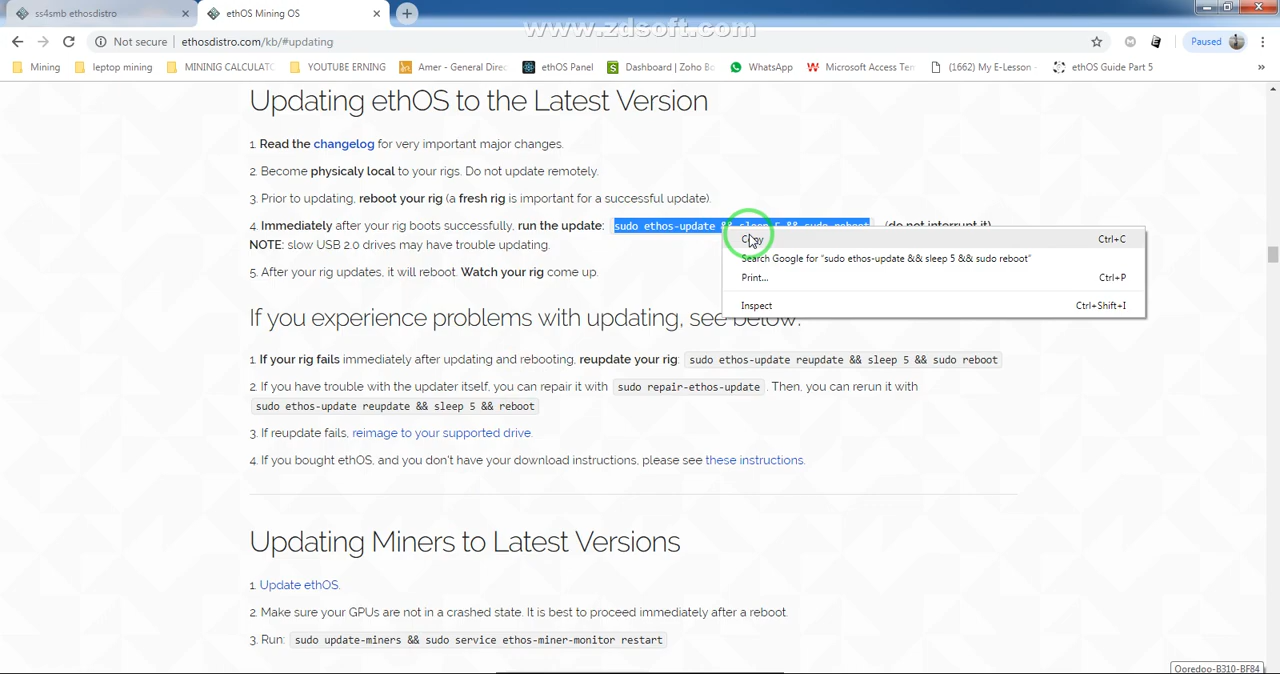 ss4smb ethosdistro
ethOS Mining OS
www.zdsoft.com
Not secure ethosdistro.com/kb/#updating Paused
Mining leptop mining MININIG CALCULAT YOUTUBE ERNING Amer - General Dire ethOS Panel Dashboard | Zoho Bo WhatsApp Microsoft Access Ten (1662) My E-Lesson - ethOS Guide Part 5 »
Updating ethOS to the Latest Version
1. Read the changelog for very important major changes.
2. Become physicaly local to your rigs. Do not update remotely.
3. Prior to updating, reboot your rig (a fresh rig is important for a successful update).
4. Immediately after your rig boots successfully, run the update: sudo ethos-update && sleep 5 && sudo reboot (do not interrupt it)
NOTE: slow USB 2.0 drives may have trouble updating.
5. After your rig updates, it will reboot. Watch your rig come up.
Copy Ctrl+C
Search Google for “sudo ethos-update && sleep 5 && sudo reboot”
Print... Ctrl+P
Inspect Ctrl+Shift+I
If you experience problems with updating, see below:
1. If your rig fails immediately after updating and rebooting, reupdate your rig: sudo ethos-update reupdate && sleep 5 && sudo reboot
2. If you have trouble with the updater itself, you can repair it with sudo repair-ethos-update. Then, you can rerun it with
sudo ethos-update reupdate && sleep 5 && reboot
3. If reupdate fails, reimage to your supported drive.
4. If you bought ethOS, and you don't have your download instructions, please see these instructions.
Updating Miners to Latest Versions
1. Update ethOS.
2. Make sure your GPUs are not in a crashed state. It is best to proceed immediately after a reboot.
3. Run: sudo update-miners && sudo service ethos-miner-monitor restart
Ooredoo-B310-BF84